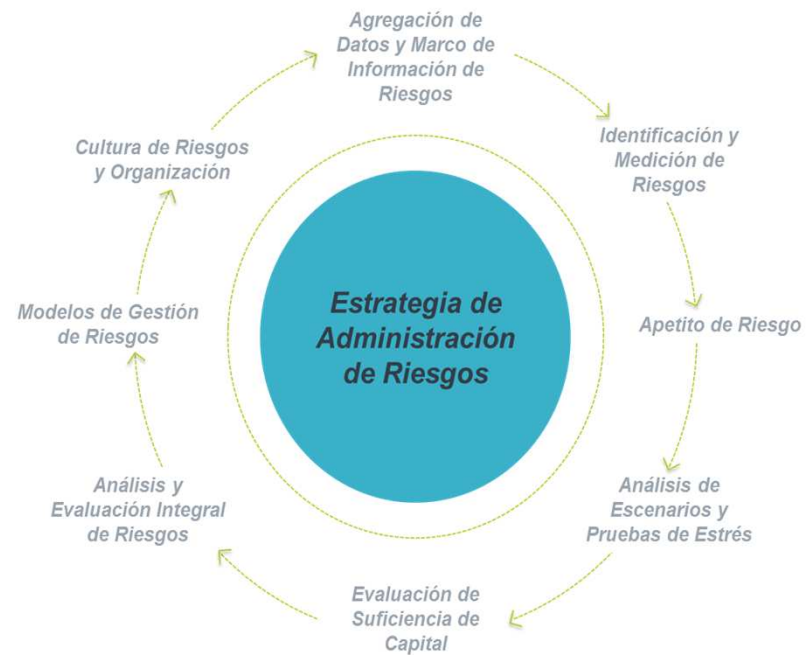 Agregación de
Datos y Marco de
Información de
Riesgos
Identificación y
Medición de
Riesgos
Apetito de Riesgo
Análisis de
Escenarios y
Pruebas de Estrés
Evaluación de
Suficiencia de
Capital
Análisis y
Evaluación Integral
de Riesgos
Modelos de Gestión
de Riesgos
Cultura de Riesgos
y Organización
Estrategia de
Administración
de Riesgos